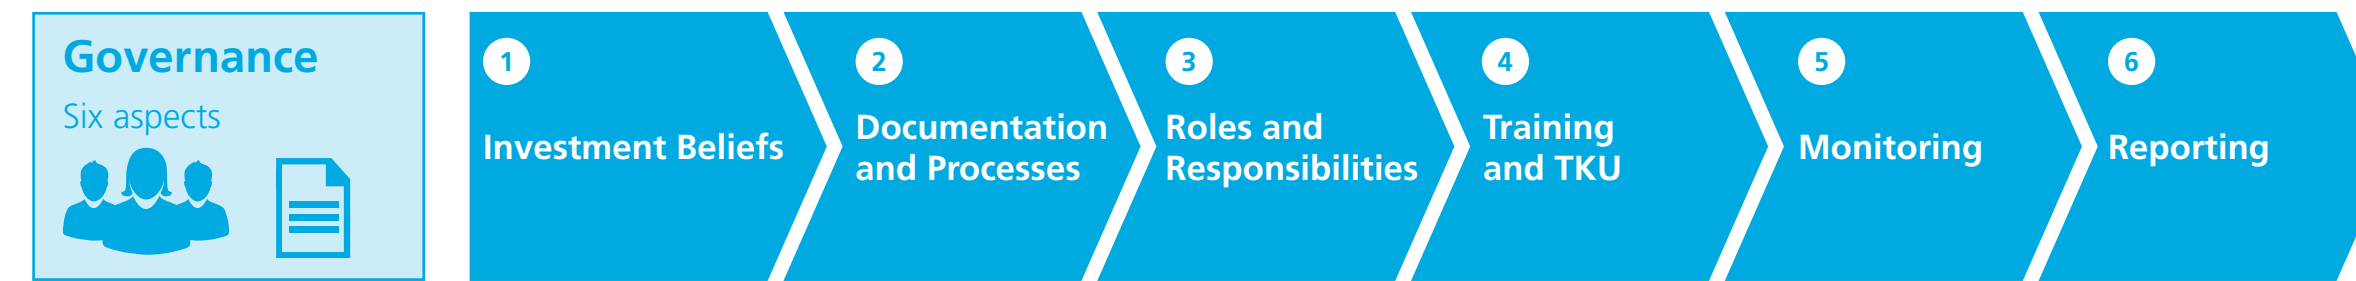 Governance
Six aspects
1
Investment Beliefs
2
Documentation
and Processes
3
Roles and
Responsibilities
4
Training
and TKU
5
Monitoring
6
Reporting